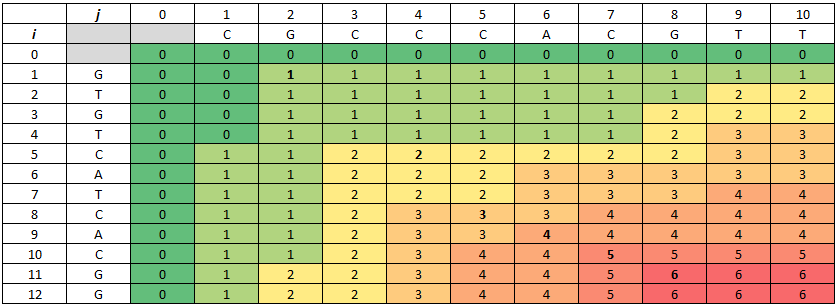 j 0 1 2 3 4 5 6 7 8 9 10
i C G C C C A C G T T
0 0 0 0 0 0 0 0 0 0 0 0
1 G 0 0 1 1 1 1 1 1 1 1 1
2 T 0 0 1 1 1 1 1 1 1 2 2
3 G 0 0 1 1 1 1 1 1 2 2 2
4 T 0 0 1 1 1 1 1 1 2 3 3
5 C 0 1 1 2 2 2 2 2 2 3 3
6 A 0 1 1 2 2 2 3 3 3 3 3
7 T 0 1 1 2 2 2 3 3 3 4 4
8 C 0 1 1 2 3 3 3 4 4 4 4
9 A 0 1 1 2 3 3 4 4 4 4 4
10 C 0 1 1 2 3 4 4 5 5 5 5
11 G 0 1 2 2 3 4 4 5 6 6 6
12 G 0 1 2 2 3 4 4 5 6 6 6